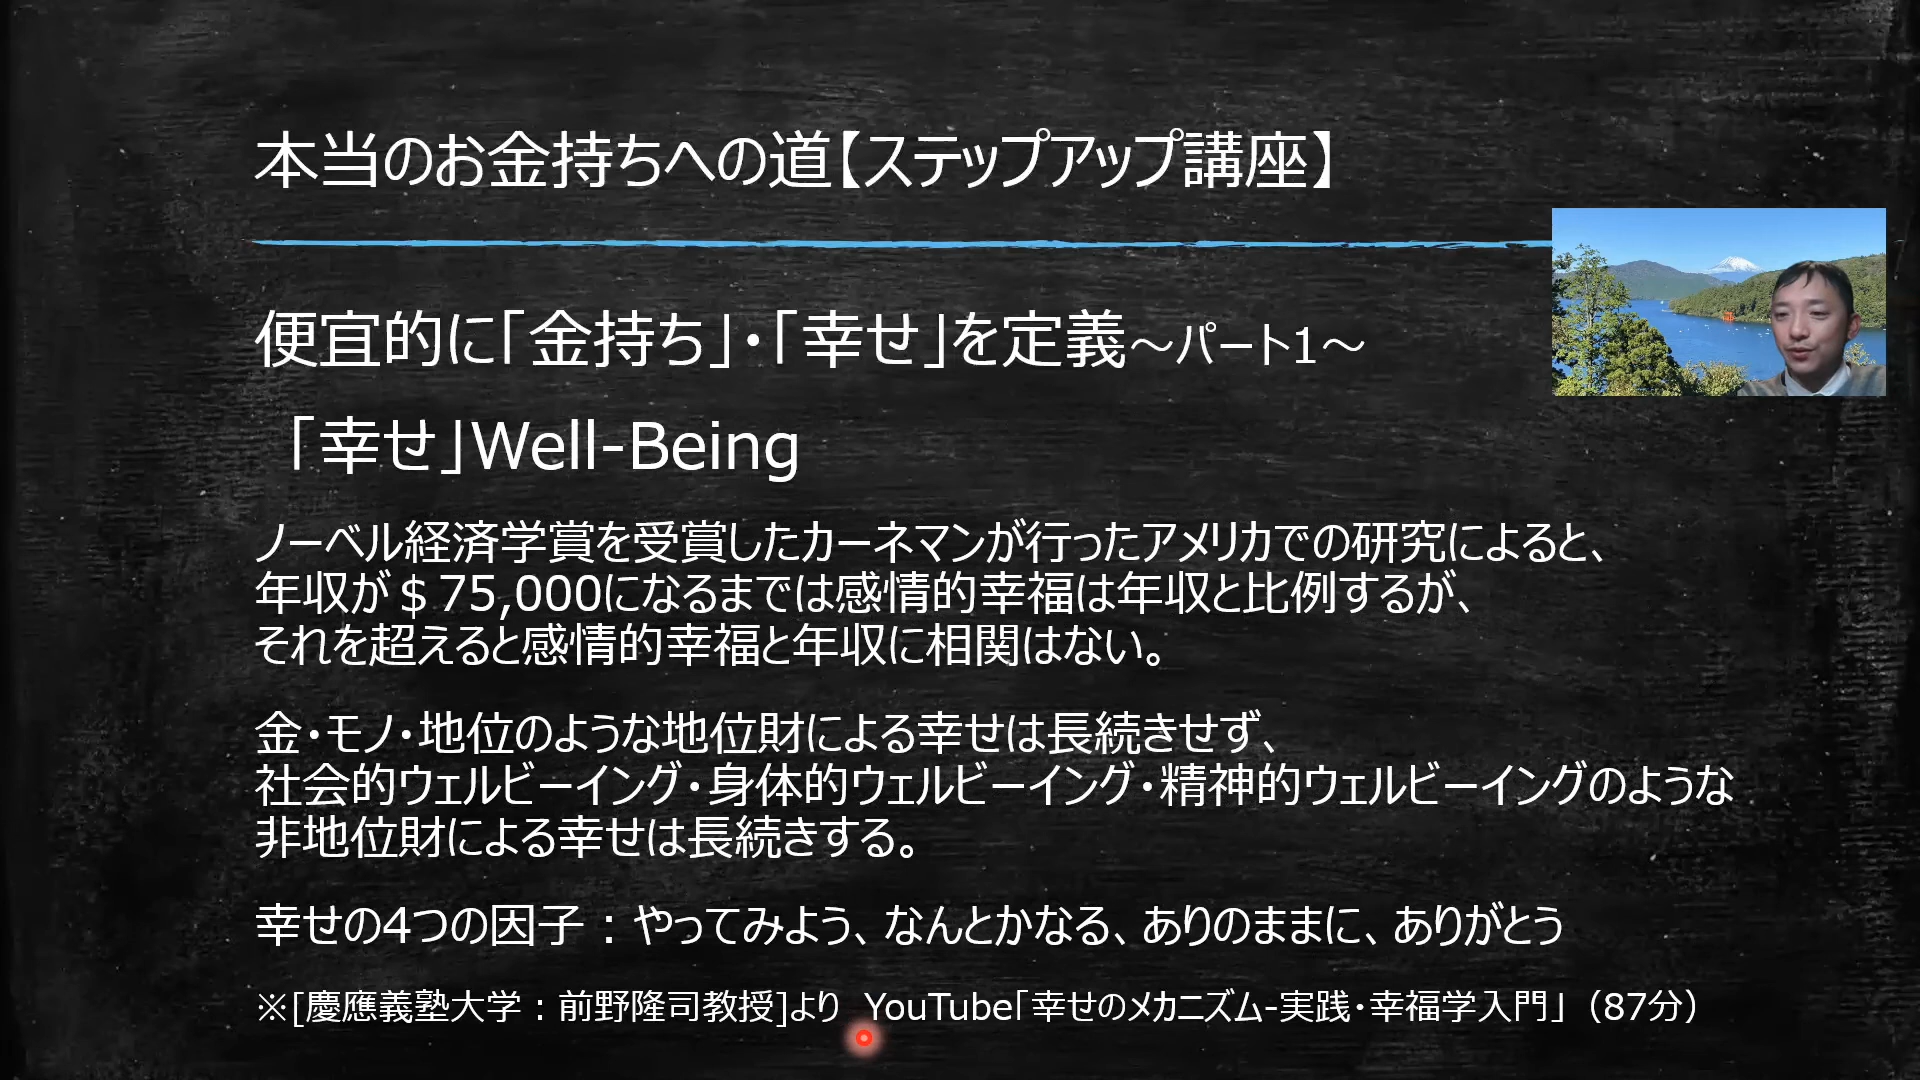 本当のお金持ちへの道【ステップアップ講座】
便宜的に「金持ち」・「幸せ」を定義～パート1～
「幸せ」Well-Being
ノーベル経済学賞を受賞したカーネマンが行ったアメリカでの研究によると、
年収が＄75,000になるまでは感情的幸福は年収と比例するが、
それを超えると感情的幸福と年収に相関はない。
金・モノ・地位のような地位財による幸せは長続きせず、
社会的ウェルビーイング・身体的ウェルビーイング・精神的ウェルビーイングのような
非地位財による幸せは長続きする。
幸せの4つの因子：やってみよう、なんとかなる、ありのままに、ありがとう
※[慶應義塾大学：前野隆司教授]より　YouTube「幸せのメカニズム-実践・幸福学入門」（87分）